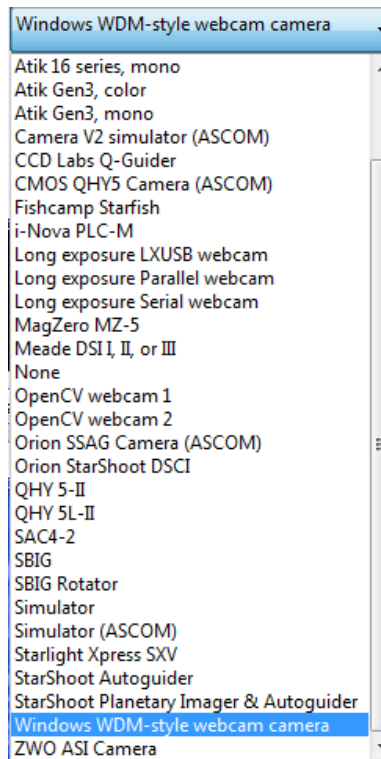 Windows WDM-style webcam camera
Atik 16 series, mono
Atik Gen3, color
Atik Gen3, mono
Camera V2 simulator (ASCOM)
CCD Labs Q-Guider
CMOS QHY5 Camera (ASCOM)
Fishcamp Starfish
i-Nova PLC-M
Long exposure LXUSB webcam
Long exposure Parallel webcam
Long exposure Serial webcam
MagZero MZ-5
Meade DSI I, II, or III
None
OpenCV webcam 1
OpenCV webcam 2
Orion SSAG Camera (ASCOM)
Orion StarShoot DSCI
QHY 5-II
QHY 5L-II
SAC4-2
SBIG
SBIG Rotator
Simulator
Simulator (ASCOM)
Starlight Xpress SXV
StarShoot Autoguider
StarShoot Planetary Imager & Autoguider
Windows WDM-style webcam camera
ZWO ASI Camera